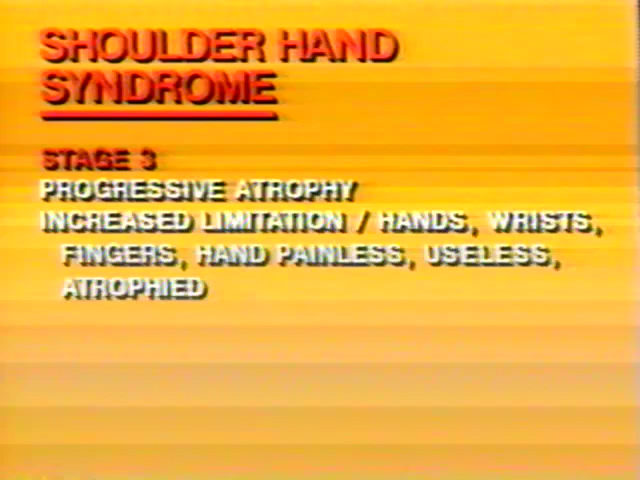 SHOULDER HAND
SYNDROME
STAGE 3
PROGRESSIVE ATROPHY
INCREASED LIMITATION / HANDS, WRISTS,
FINGERS, HAND PAINLESS, USELESS,
ATROPHIED